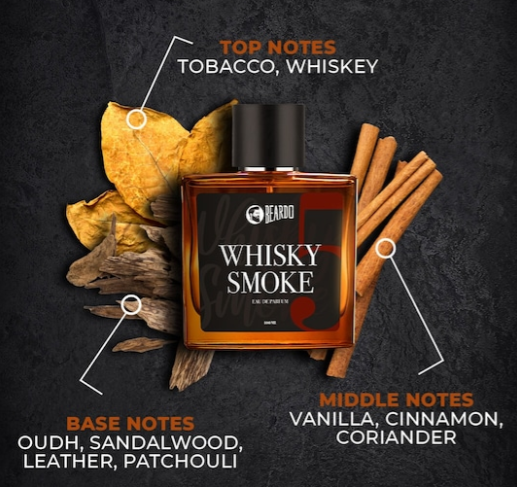 TOP NOTES
TOBACCO, WHISKEY
BEARDO
WHISKY
SMOKE
EAU DE PARFUM
BASE NOTES
OUDH, SANDALWOOD,
LEATHER, PATCHOULI
MIDDLE NOTES
VANILLA, CINNAMON,
CORIANDER